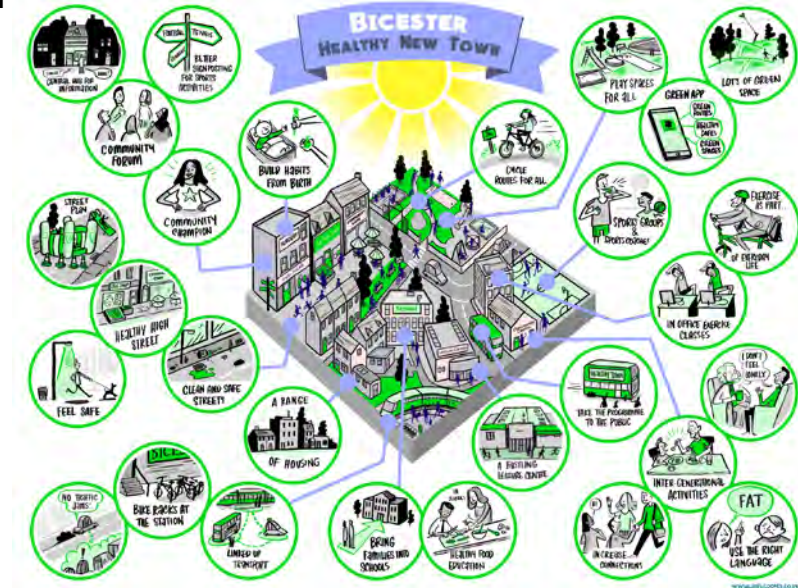 BICESTER
HEALTHY NEW TOWN
CENTRAL HUB FOR
INFORMATION
FOOTBALL
TENNIS
BETTER
SIGNPOSTING
FOR SPORTS
ACTIVITIES
COMMUNITY
FORUM
COMMUNITY
CHAMPION
BUILD HABITS
FROM BIRTH
CYCLE
ROUTES FOR ALL
PLAY SPACES
FOR ALL
LOTS OF GREEN
SPACE
GREEN APP
GREEN
ROUTES
HEALTHY
CAFES
GREEN
SPACES
STREET
PLAY
HEALTHY HIGH
STREET
CLEAN AND SAFE
STREETS
FEEL SAFE
SPORTS GROUPS
&
SPORTS COACHES
EXERCISE
AS PART...
...OF EVERYDAY
LIFE
IN OFFICE EXERCISE
CLASSES
A RANGE
OF HOUSING
HEALTHY TOWN
TAKE THE PROGRAMME
TO THE PUBLIC
A BUSTLING
LEISURE CENTRE
I DON'T
FEEL
LONELY
INTER-GENERATIONAL
ACTIVITIES
NO TRAFFIC
JAMS
BICES
BIKE RACKS AT
THE STATION
LINKED UP
TRANSPORT
BRING
FAMILIES INTO
SCHOOLS
HEALTHY FOOD
EDUCATION
INCREASE
CONNECTIONS
FAT
USE THE RIGHT
LANGUAGE